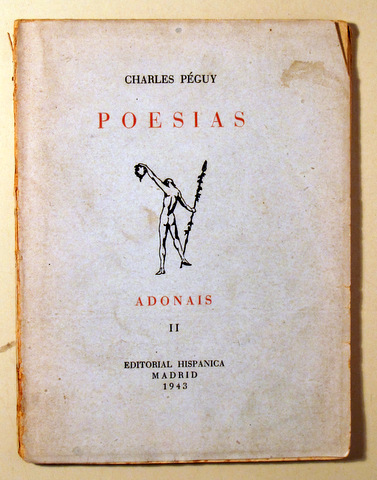 CHARLES PÉGUY
POESIAS
ADONAIS
II
EDITORIAL HISPANICA
MADRID
1943